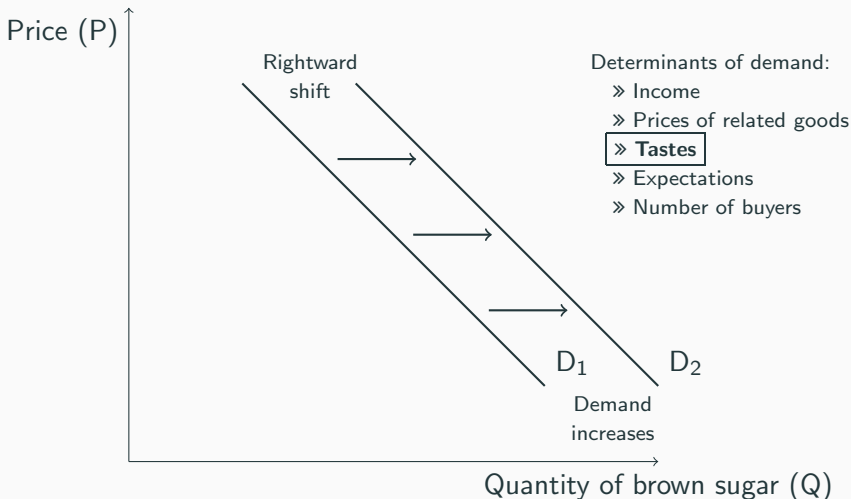 Price (P)
Rightward
shift
Determinants of demand:
» Income
» Prices of related goods
» Tastes
» Expectations
» Number of buyers
D₁
D₂
Demand
increases
Quantity of brown sugar (Q)